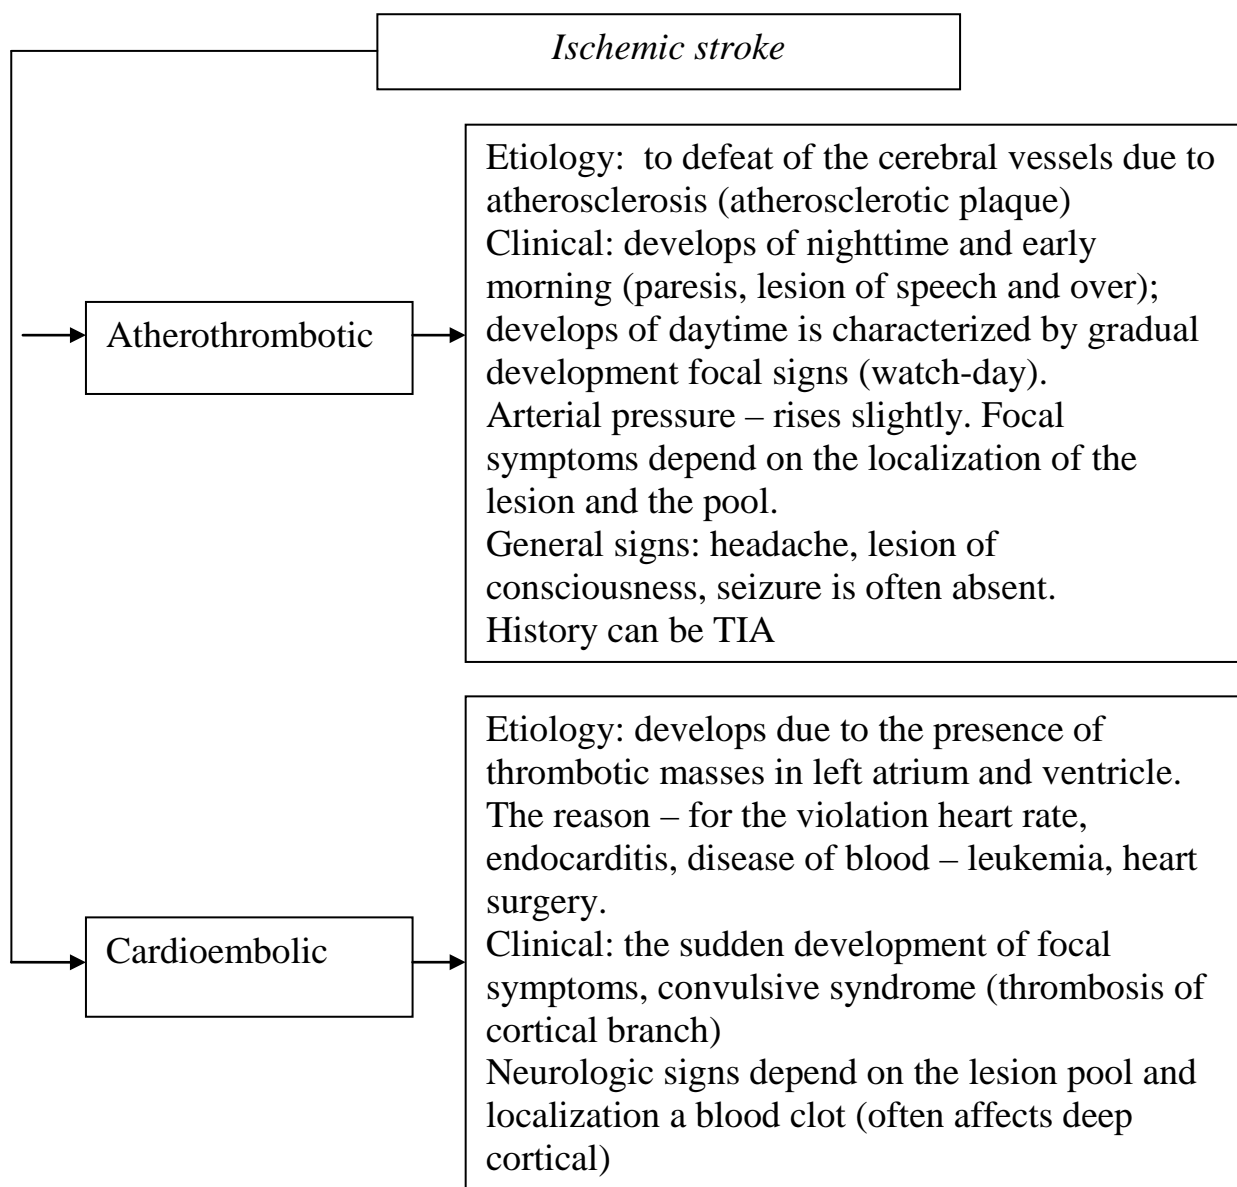 Ischemic stroke
Atherothrombotic
Etiology:  to defeat of the cerebral vessels due to
atherosclerosis (atherosclerotic plaque)
Clinical: develops of nighttime and early
morning (paresis, lesion of speech and over);
develops of daytime is characterized by gradual
development focal signs (watch-day).
Arterial pressure – rises slightly. Focal
symptoms depend on the localization of the
lesion and the pool.
General signs: headache, lesion of
consciousness, seizure is often absent.
History can be TIA
Cardioembolic
Etiology: develops due to the presence of
thrombotic masses in left atrium and ventricle.
The reason – for the violation heart rate,
endocarditis, disease of blood – leukemia, heart
surgery.
Clinical: the sudden development of focal
symptoms, convulsive syndrome (thrombosis of
cortical branch)
Neurologic signs depend on the lesion pool and
localization a blood clot (often affects deep
cortical)